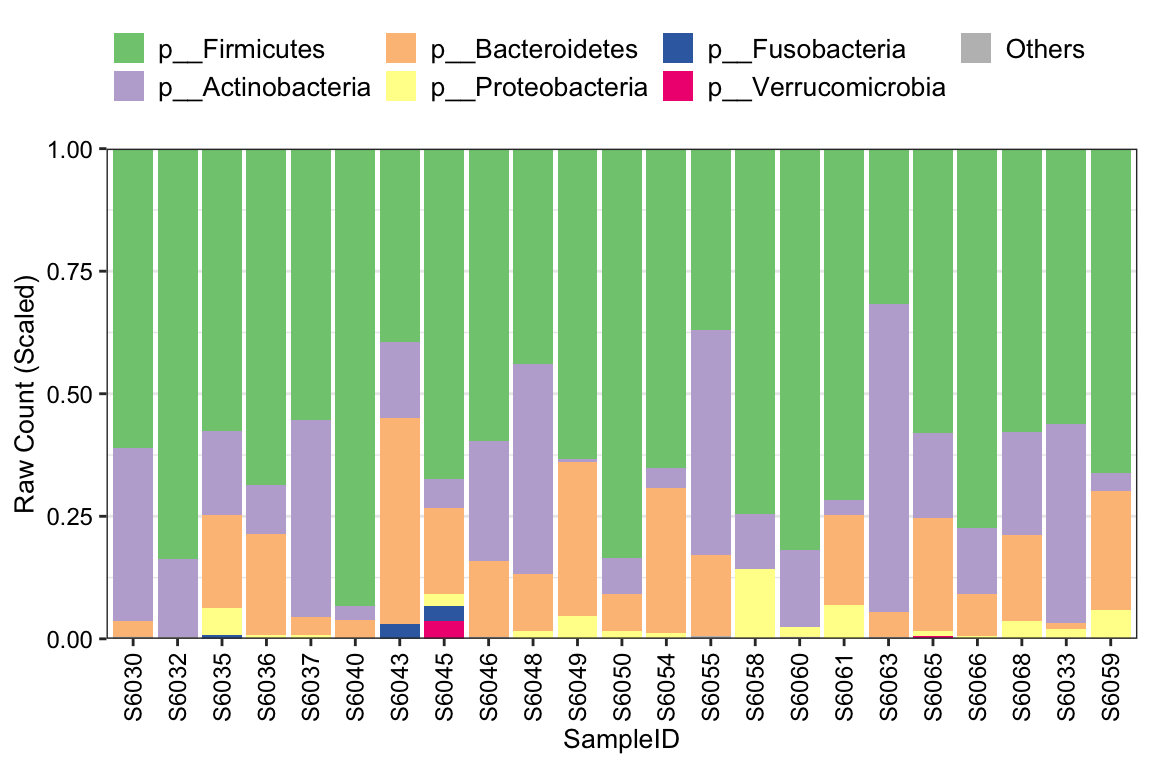 p__Firmicutes p__Bacteroidetes p__Fusobacteria Others
p__Actinobacteria p__Proteobacteria p__Verrucomicrobia
1.00
0.75
0.50
0.25
0.00
Raw Count (Scaled)
S6030 S6032 S6035 S6036 S6037 S6040 S6043 S6045 S6046 S6048 S6049 S6050 S6054 S6055 S6058 S6060 S6061 S6063 S6065 S6066 S6068 S6033 S6059
SampleID